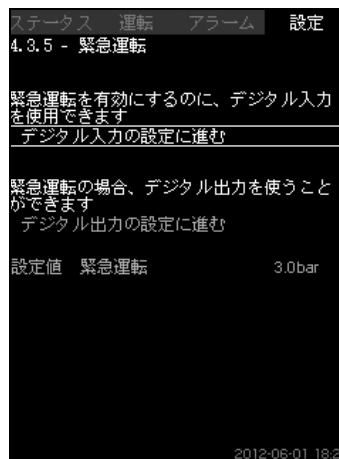 ステータス 運転 アラーム 設定
4.3.5 - 緊急運転
緊急運転を有効にするのに、デジタル入力
を使用できます
デジタル入力の設定に進む
緊急運転の場合、デジタル出力を使うこと
ができます
デジタル出力の設定に進む
設定値 緊急運転 3.0bar
2012-06-01 18:2